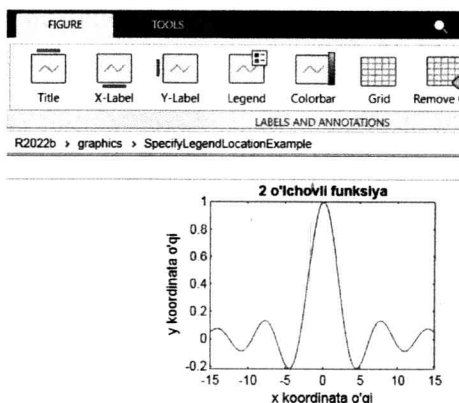 FIGURE TOOLS
Title X-Label Y-Label Legend Colorbar Grid Remove
LABELS AND ANNOTATIONS
R2022b > graphics > SpecifyLegendLocationExample
2 o'lchovli funksiya
y koordinata o'qi
1
0.8
0.6
0.4
0.2
0
-0.2
-15 -10 -5 0 5 10 15
x koordinata o'qi